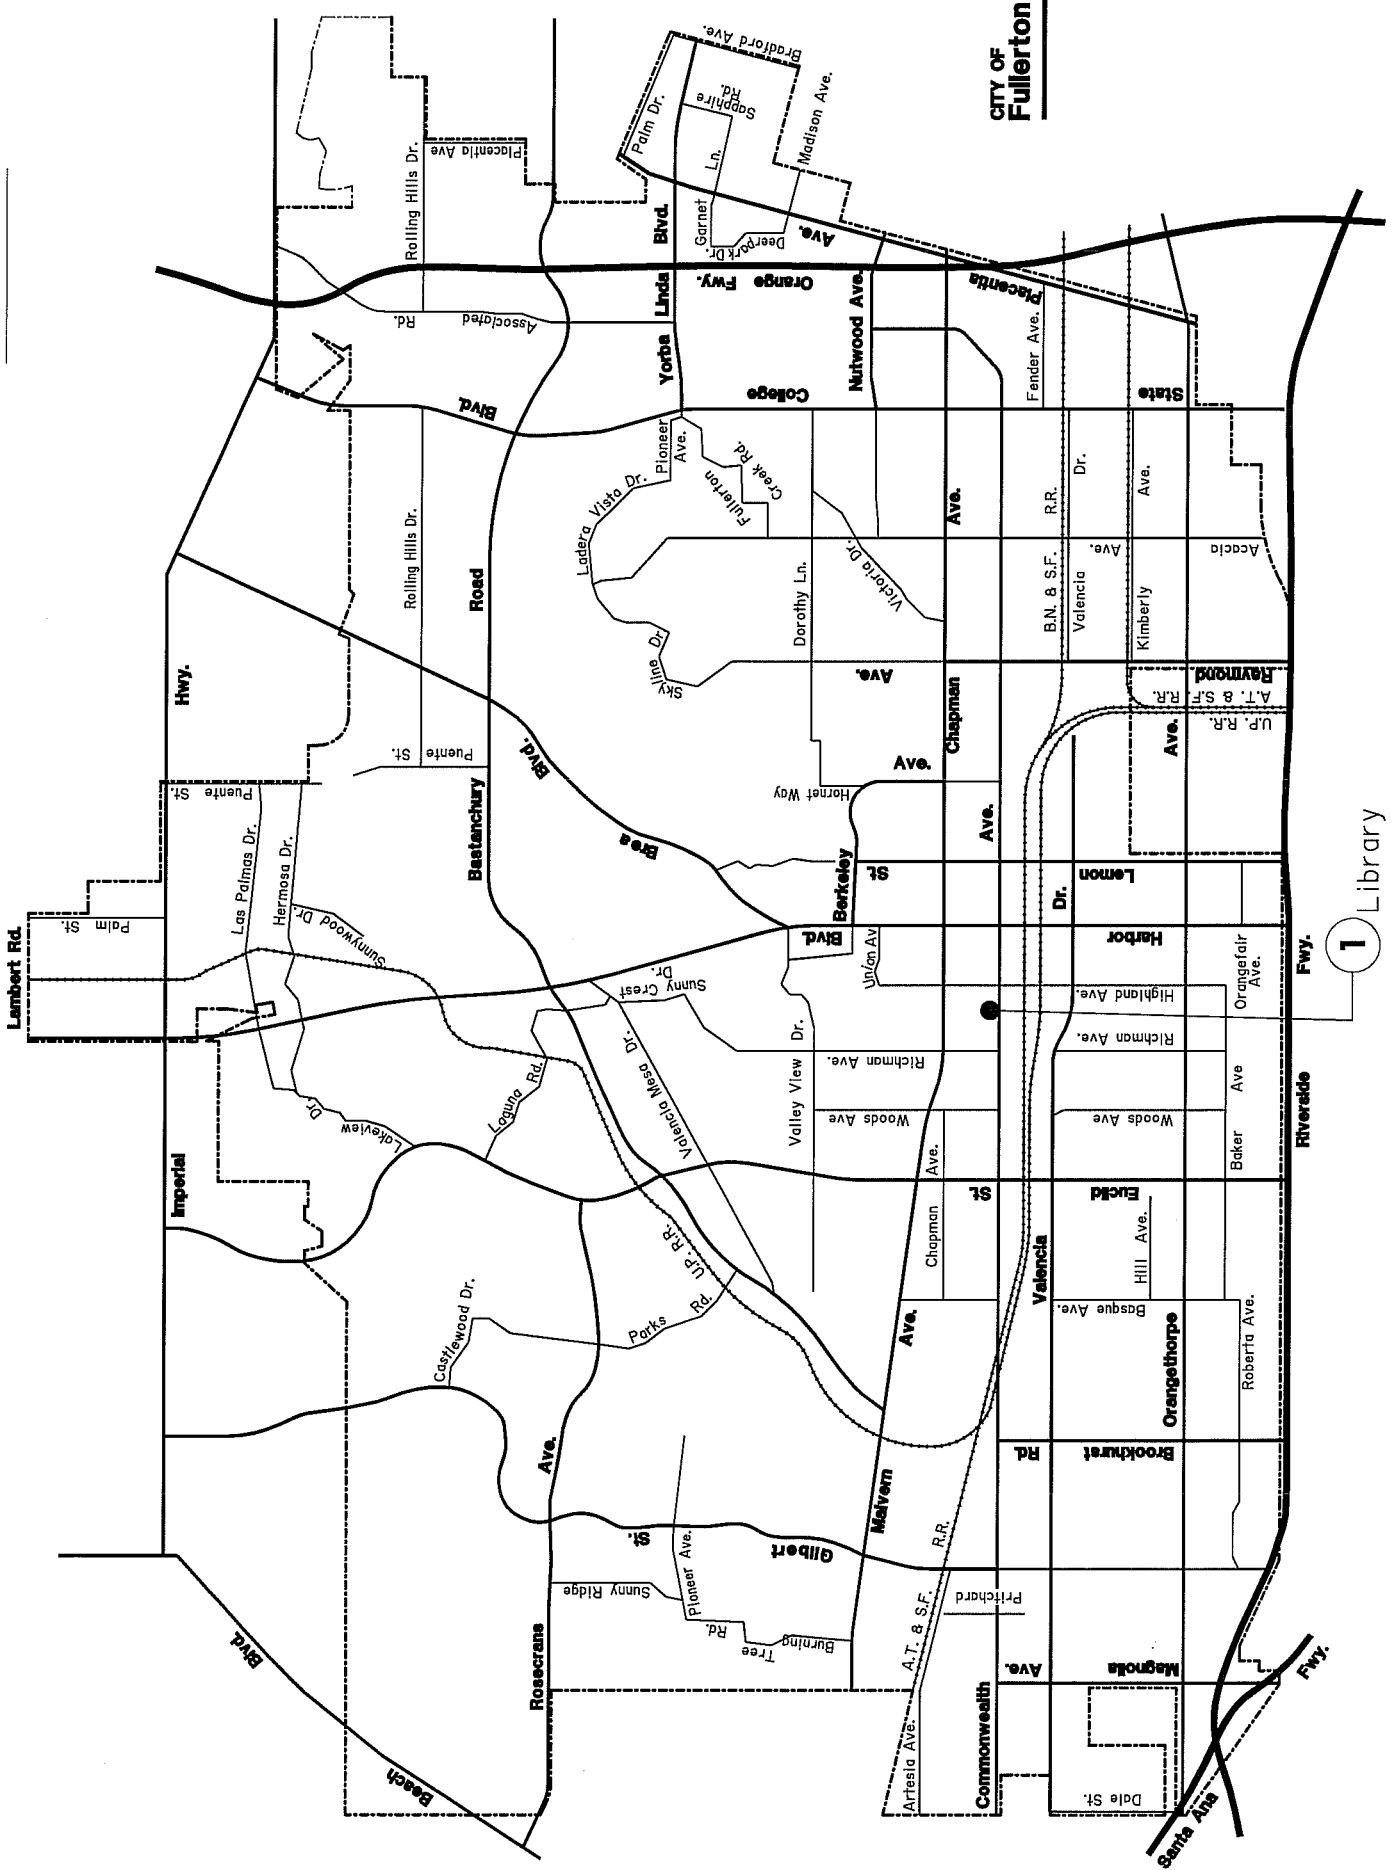 CITY OF
Fullerton
Lambert Rd.
Palm St.
Imperial
Hwy.
Puente St.
Las Palmas Dr.
Hermosa Dr.
Sunnywood Dr.
Lakeview
Dr.
Rolling Hills Dr.
Rolling Hills Dr.
Placentia Ave
Puente
St.
Associated
Rd.
Bastanchury
Road
Brea
Blvd.
Blvd.
Beach
Rosecrans
Ave.
Castlewood Dr.
Parks
Rd.
Laguna
Rd.
U.P. R.R.
Valencia Mesa Dr.
Sunny Crest
Dr.
Skyline Dr
Ladera Vista Dr.
Pioneer
Ave.
Fullerton
Creek Rd.
Yorba
Linda
Blvd.
Palm Dr.
Bradford Ave.
Sapphire
Rd.
Garnet
Ln.
Deerpark Dr.
Madison Ave.
Orange
Fwy.
Placentia
Ave.
Nutwood Ave.
College
Blvd.
State
Dorothy Ln.
Victoria Dr.
Hornet Way
Berkeley
Ave.
Valley View
Dr.
Union Av
Blvd.
Harbor
Lemon
St
Raymond
Ave.
Acacia
Ave.
Chapman
Ave.
Chapman
Ave.
Malvern
Ave.
Sunny Ridge
Pioneer Ave.
Burning
Tree
Rd.
Gilbert
St.
A.T. & S.F.
R.R.
Artesia Ave.
Pritchard
Commonwealth
Ave.
Richman Ave.
Woods Ave
Euclid
St.
Highland Ave.
Richman Ave.
Woods Ave
Brookhurst
Rd.
Magnolia
Ave.
Basque Ave.
Hill Ave.
Dale St.
Valencia
Dr.
B.N. & S.F.
R.R.
Fender Ave.
Valencia
Dr.
Kimberly
Ave.
A.T. & S.F. R.R.
U.P. R.R.
Orangethorpe
Ave.
Roberta Ave.
Baker
Ave
Orangefair
Ave.
Riverside
Fwy.
Santa Ana
Fwy.
1
Library